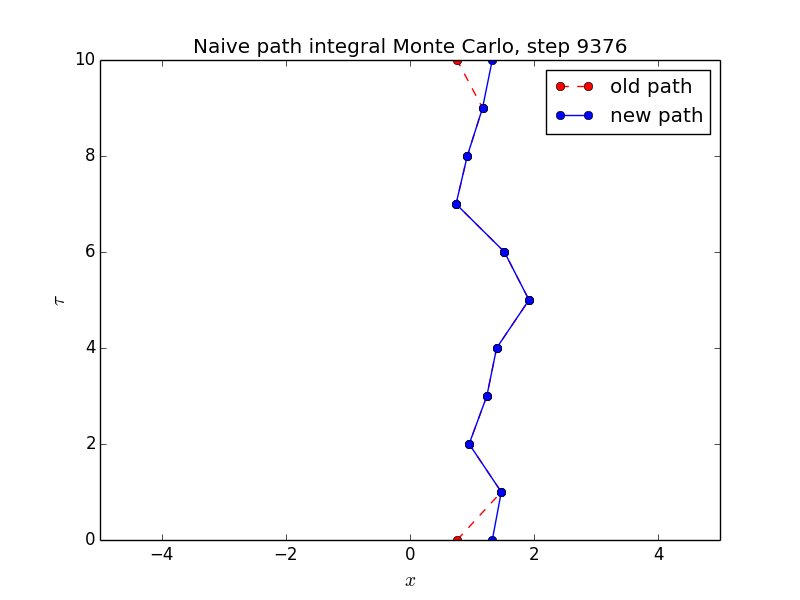 Naive path integral Monte Carlo, step 9376
old path
new path
10
8
6
4
2
0
τ
−4 −2 0 2 4
x